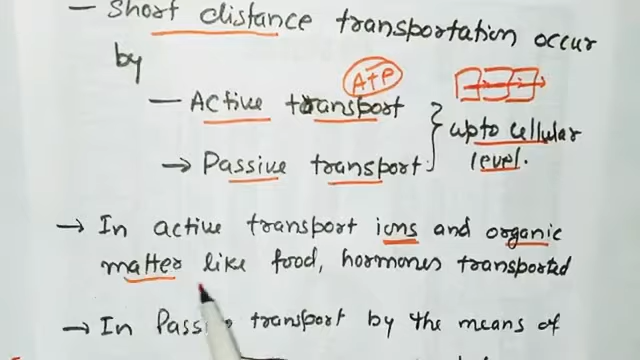 - Short distance transportation occur
by
ATP
- Active transport
→ Passive transport
upto cellular
level.
→ In active transport ions and organic
matter like food, hormones transported
→ In transport by the means of